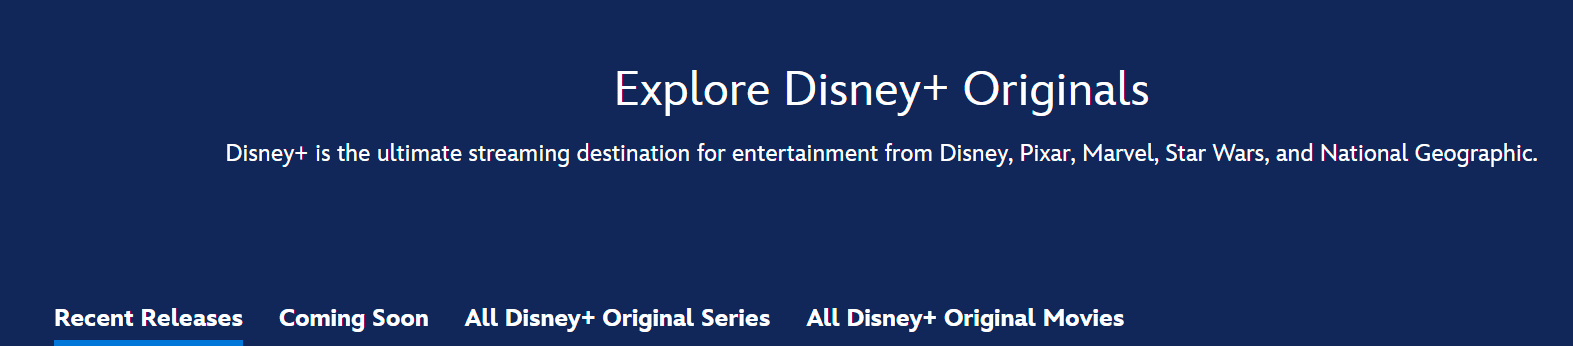 Explore Disney+ Originals
Disney+ is the ultimate streaming destination for entertainment from Disney, Pixar, Marvel, Star Wars, and National Geographic.
Recent Releases Coming Soon All Disney+ Original Series All Disney+ Original Movies